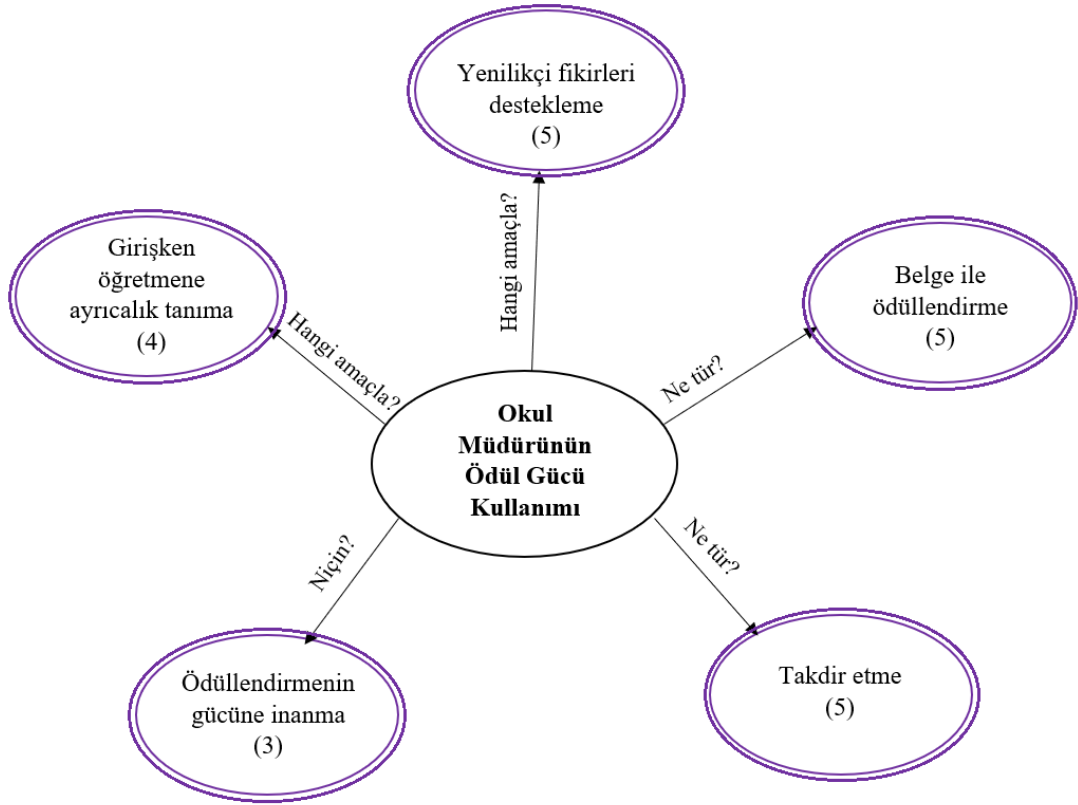 Yenilikçi fikirleri
destekleme
(5)
Hangi amaçla?
Girişken
öğretmene
ayrıcalık tanıma
(4)
Hangi amaçla?
Belge ile
ödüllendirme
(5)
Ne tür?
Okul
Müdürünün
Ödül Gücü
Kullanımı
Niçin?
Ödüllendirmenin
gücüne inanma
(3)
Ne tür?
Takdir etme
(5)